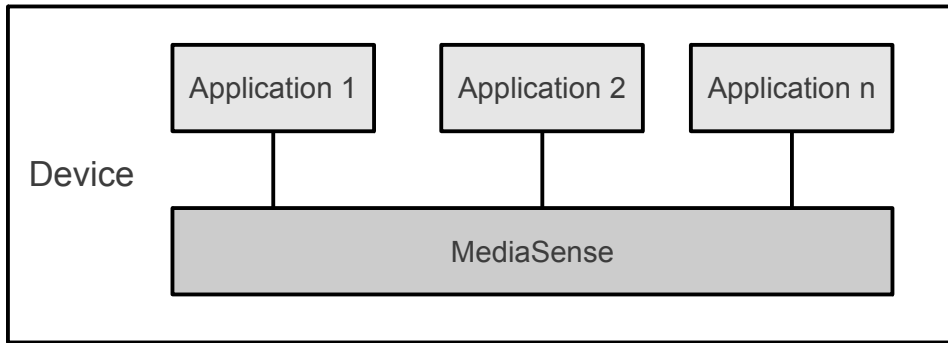 Application 1
Application 2
Application n
Device
MediaSense